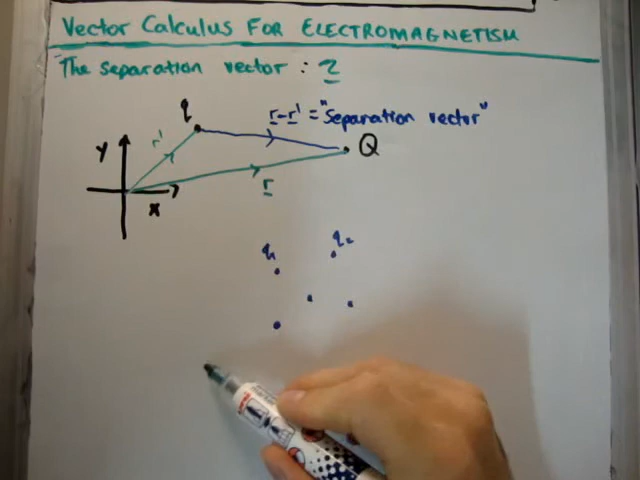 Vector Calculus For Electromagnetism
The separation vector : r
q
r-r' = "Separation vector"
r'
Y
Q
r
X
q₁ q₂